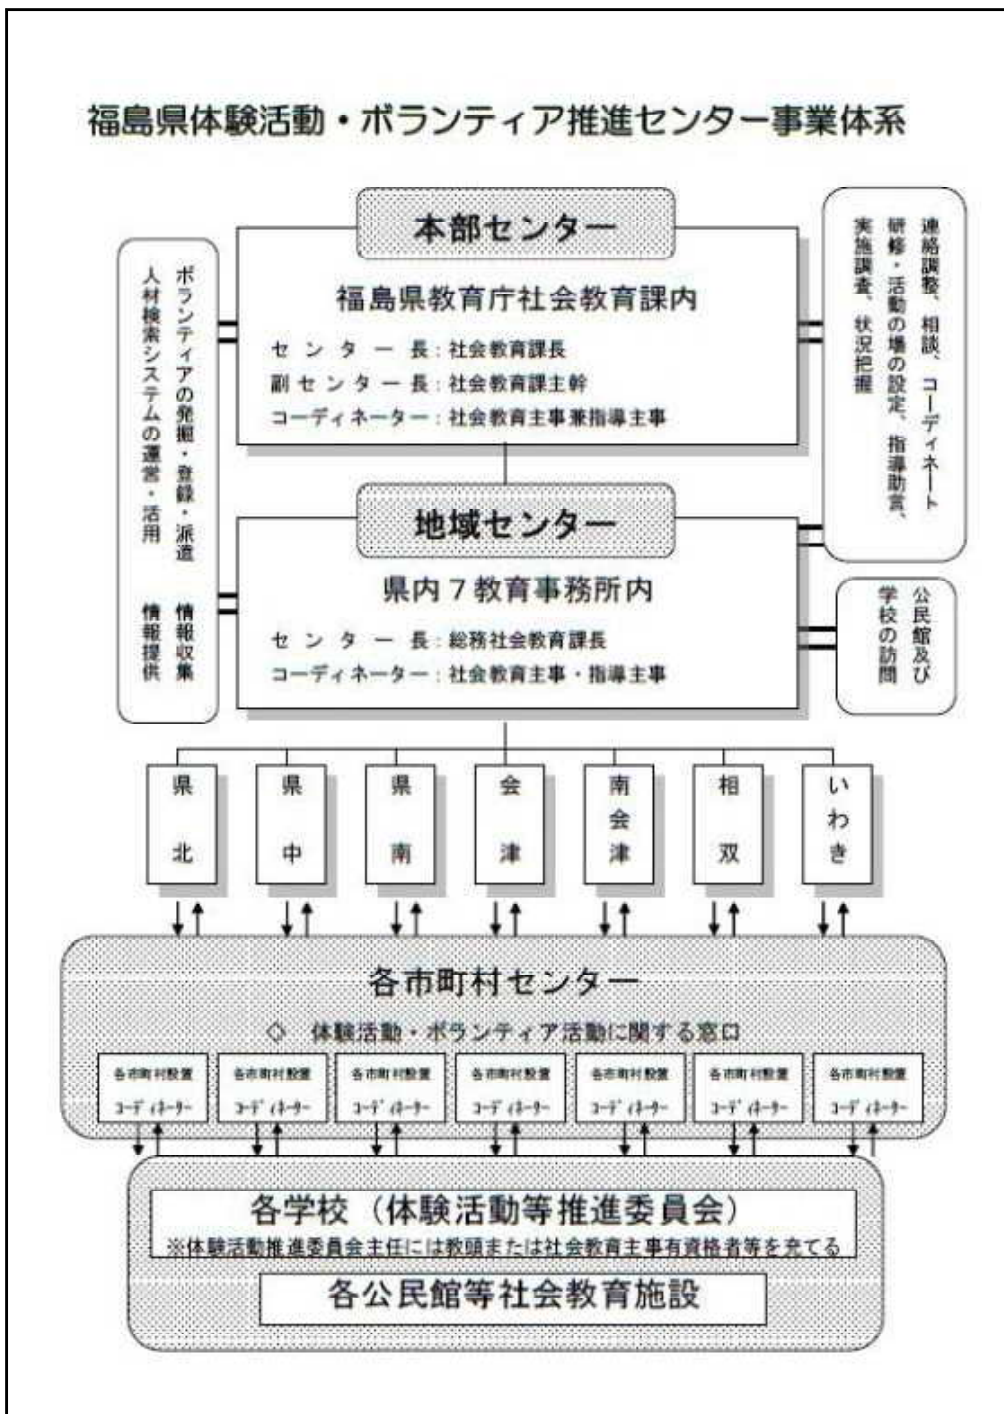 福島県体験活動・ボランティア推進センター事業体系
本部センター
福島県教育庁社会教育課内
センター長：社会教育課長
副センター長：社会教育課主幹
コーディネーター：社会教育主事兼指導主事
連絡調整、相談、コーディネート
研修・活動の場の設定、指導助言、
実施調査、状況把握
ボランティアの発掘・登録・派遣　情報収集
人材検索システムの運営・活用　情報提供
地域センター
県内７教育事務所内
センター長：総務社会教育課長
コーディネーター：社会教育主事・指導主事
公民館及び
学校の訪問
県北
県中
県南
会津
南会津
相双
いわき
各市町村センター
◇　体験活動・ボランティア活動に関する窓口
各市町村設置
ｺｰﾃﾞｨﾈｰﾀｰ
各市町村設置
ｺｰﾃﾞｨﾈｰﾀｰ
各市町村設置
ｺｰﾃﾞｨﾈｰﾀｰ
各市町村設置
ｺｰﾃﾞｨﾈｰﾀｰ
各市町村設置
ｺｰﾃﾞｨﾈｰﾀｰ
各市町村設置
ｺｰﾃﾞｨﾈｰﾀｰ
各市町村設置
ｺｰﾃﾞｨﾈｰﾀｰ
各学校（体験活動等推進委員会）
※体験活動推進委員会主任には教頭または社会教育主事有資格者等を充てる
各公民館等社会教育施設